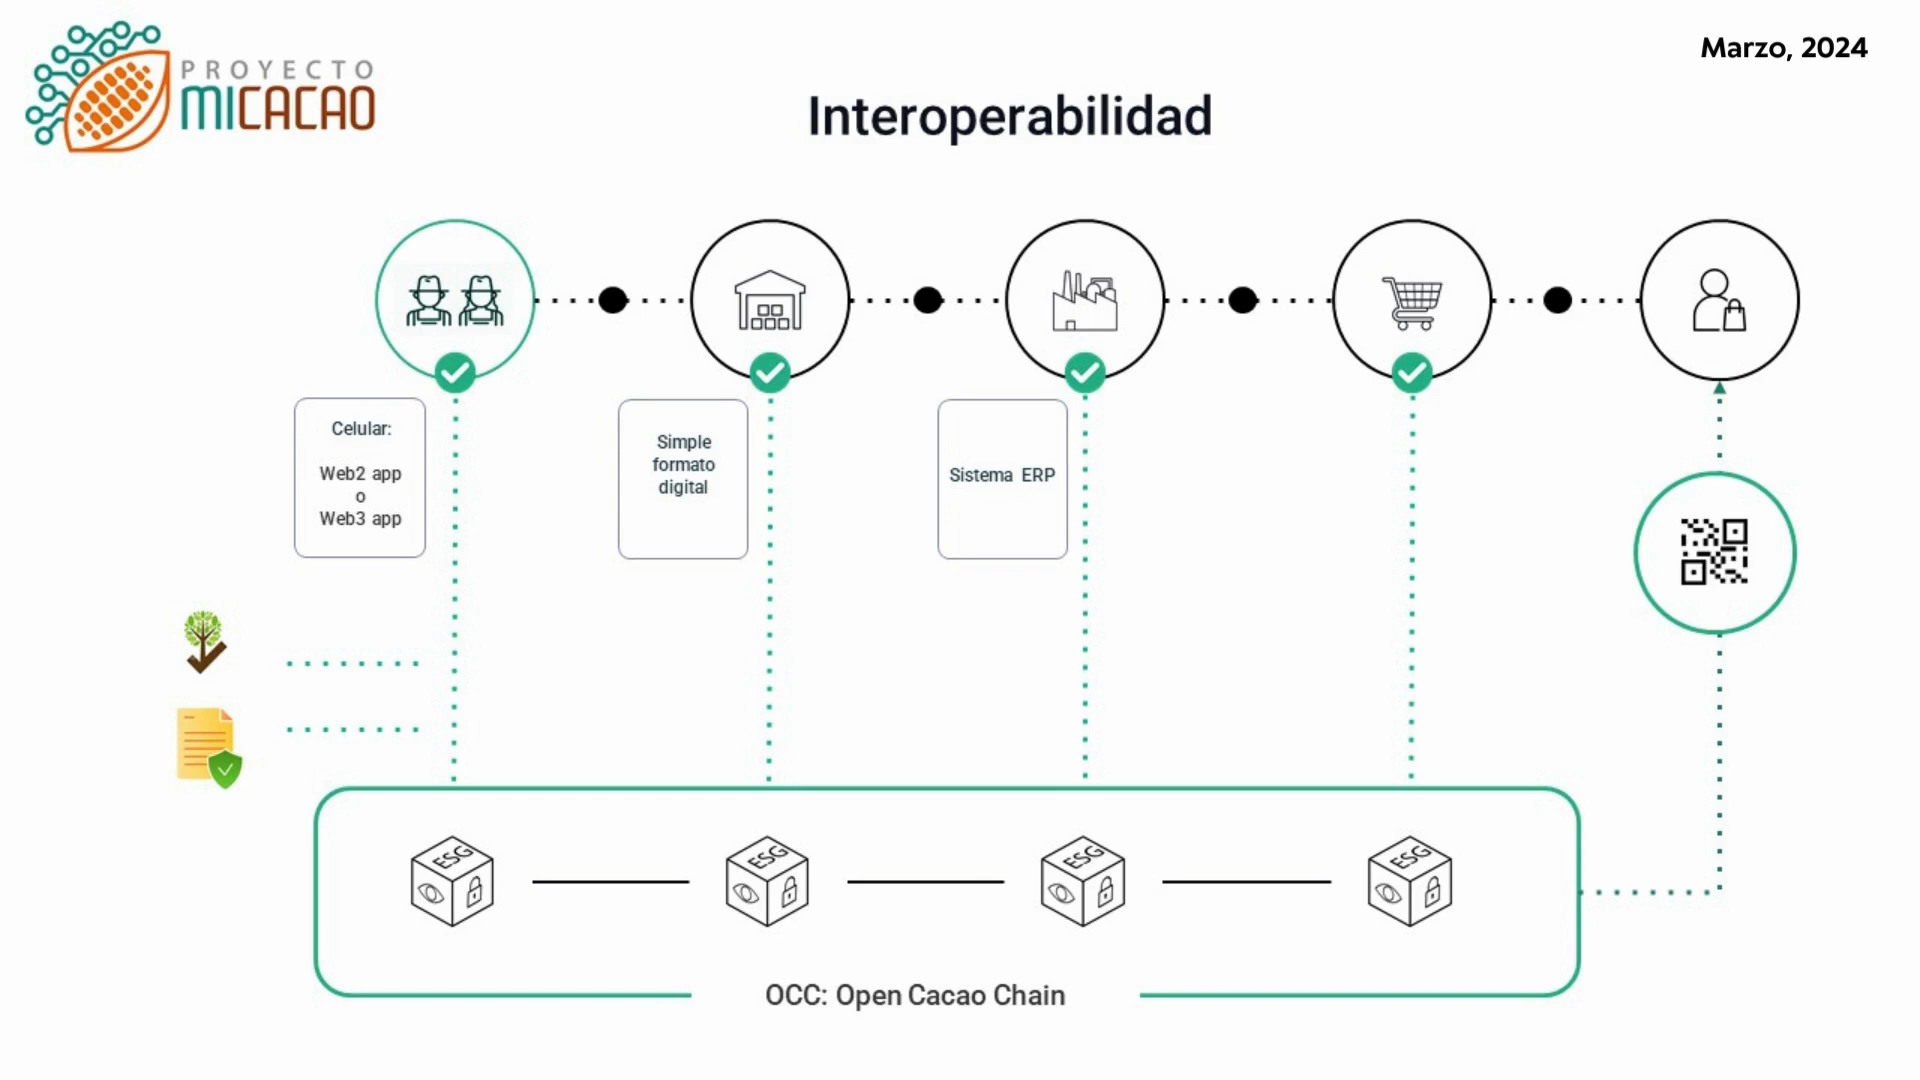 PROYECTO
MICACAO
Marzo, 2024
Interoperabilidad
Celular:
Web2 app
o
Web3 app
Simple
formato
digital
Sistema ERP
ESG
ESG
ESG
ESG
OCC: Open Cacao Chain